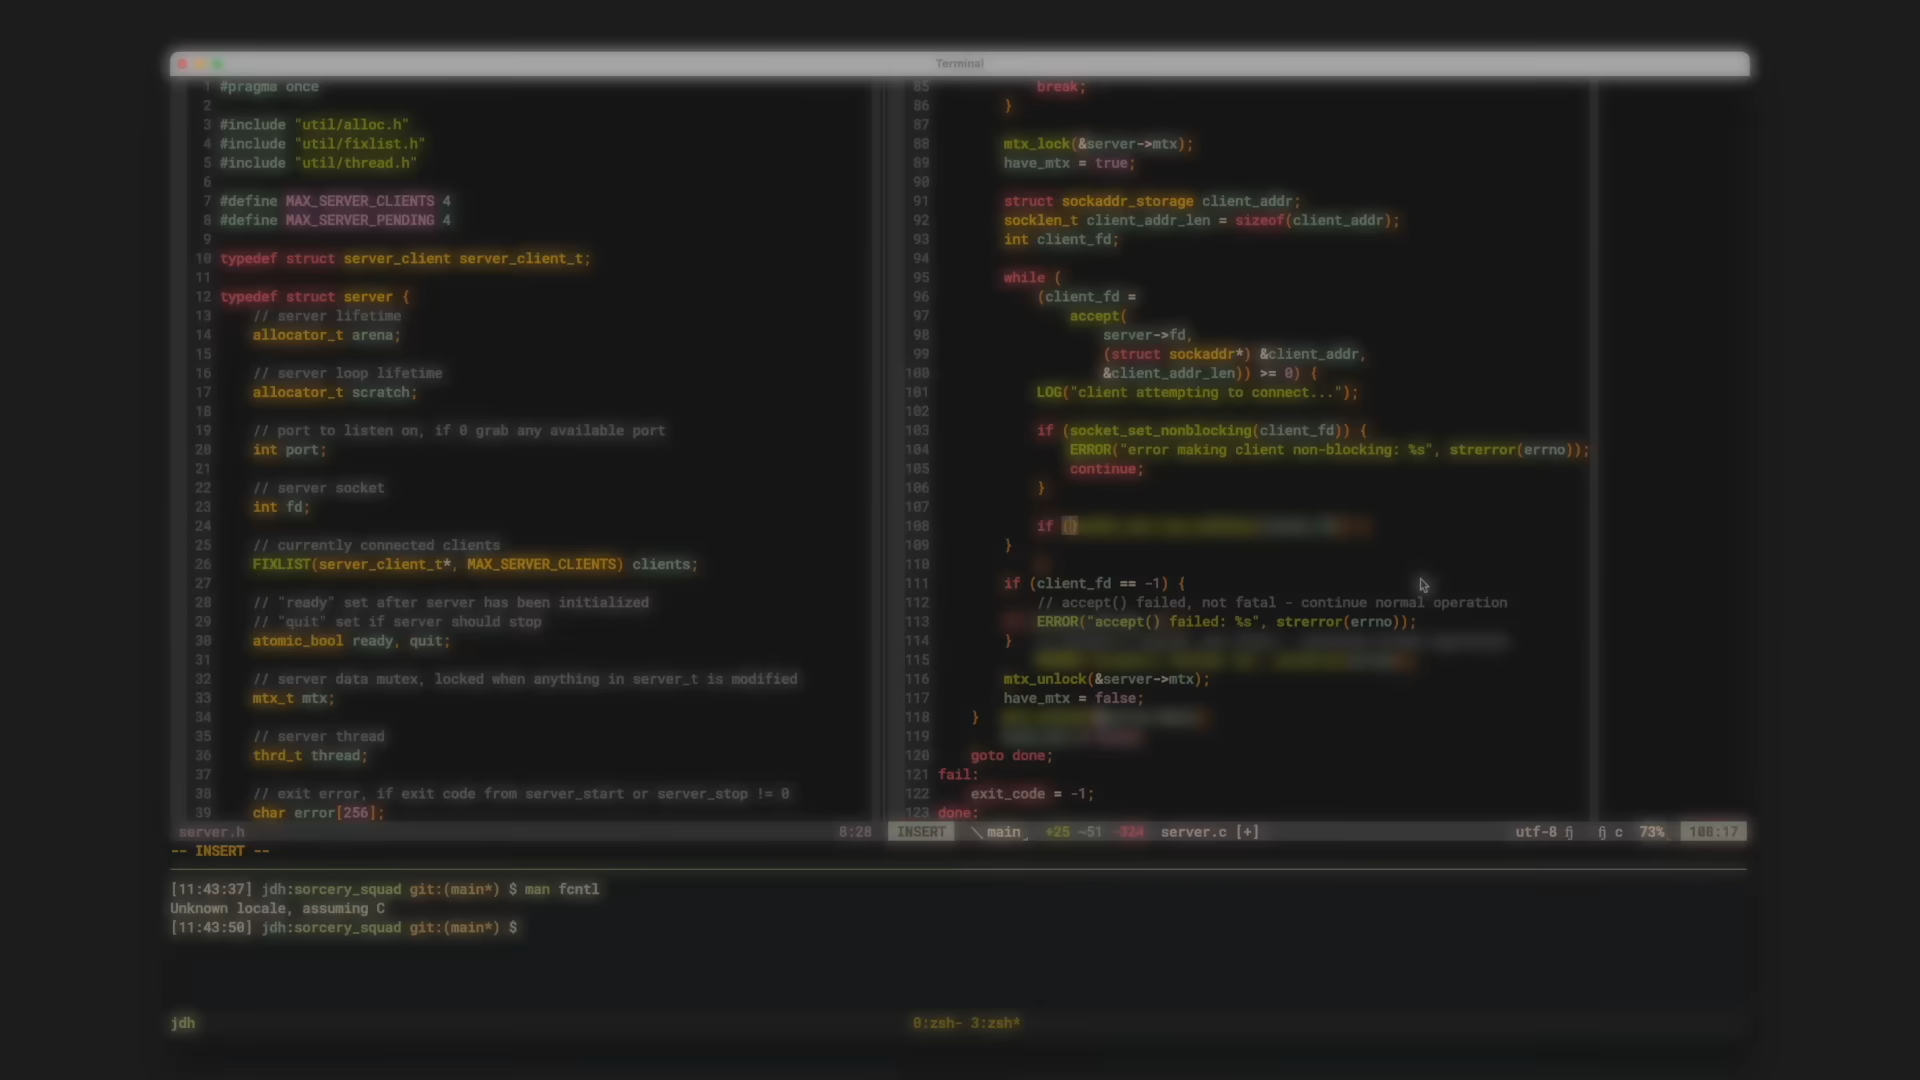 Terminal
1 #pragma once
2
3 #include "util/alloc.h"
4 #include "util/fixlist.h"
5 #include "util/thread.h"
6
7 #define MAX_SERVER_CLIENTS 4
8 #define MAX_SERVER_PENDING 4
9
10 typedef struct server_client server_client_t;
11
12 typedef struct server {
13 // server lifetime
14 allocator_t arena;
15
16 // server loop lifetime
17 allocator_t scratch;
18
19 // port to listen on, if 0 grab any available port
20 int port;
21
22 // server socket
23 int fd;
24
25 // currently connected clients
26 FIXLIST(server_client_t*, MAX_SERVER_CLIENTS) clients;
27
28 // "ready" set after server has been initialized
29 // "quit" set if server should stop
30 atomic_bool ready, quit;
31
32 // server data mutex, locked when anything in server_t is modified
33 mtx_t mtx;
34
35 // server thread
36 thrd_t thread;
37
38 // exit error, if exit code from server_start or server_stop != 0
39 char error[256];
server.h 8:28
85 break;
86 }
87
88 mtx_lock(&server->mtx);
89 have_mtx = true;
90
91 struct sockaddr_storage client_addr;
92 socklen_t client_addr_len = sizeof(client_addr);
93 int client_fd;
94
95 while (
96 (client_fd =
97 accept(
98 server->fd,
99 (struct sockaddr*) &client_addr,
100 &client_addr_len)) >= 0) {
101 LOG("client attempting to connect...");
102
103 if (socket_set_nonblocking(client_fd)) {
104 ERROR("error making client non-blocking: %s", strerror(errno));
105 continue;
106 }
107
108 if ()
109 }
110
111 if (client_fd == -1) {
112 // accept() failed, not fatal - continue normal operation
113 ERROR("accept() failed: %s", strerror(errno));
114 }
115
116 mtx_unlock(&server->mtx);
117 have_mtx = false;
118 }
119
120 goto done;
121 fail:
122 exit_code = -1;
123 done:
INSERT main +25 ~51 -324 server.c [+] utf-8 c 73% 108:17
-- INSERT --
[11:43:37] jdh:sorcery_squad git:(main*) $ man fcntl
Unknown locale, assuming C
[11:43:50] jdh:sorcery_squad git:(main*) $
jdh 0:zsh- 3:zsh*